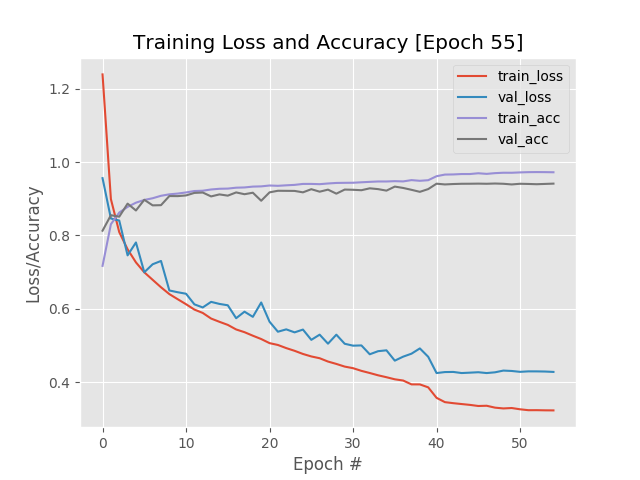 Training Loss and Accuracy [Epoch 55]
train_loss
val_loss
train_acc
val_acc
1.2
1.0
0.8
0.6
0.4
Loss/Accuracy
0 10 20 30 40 50
Epoch #